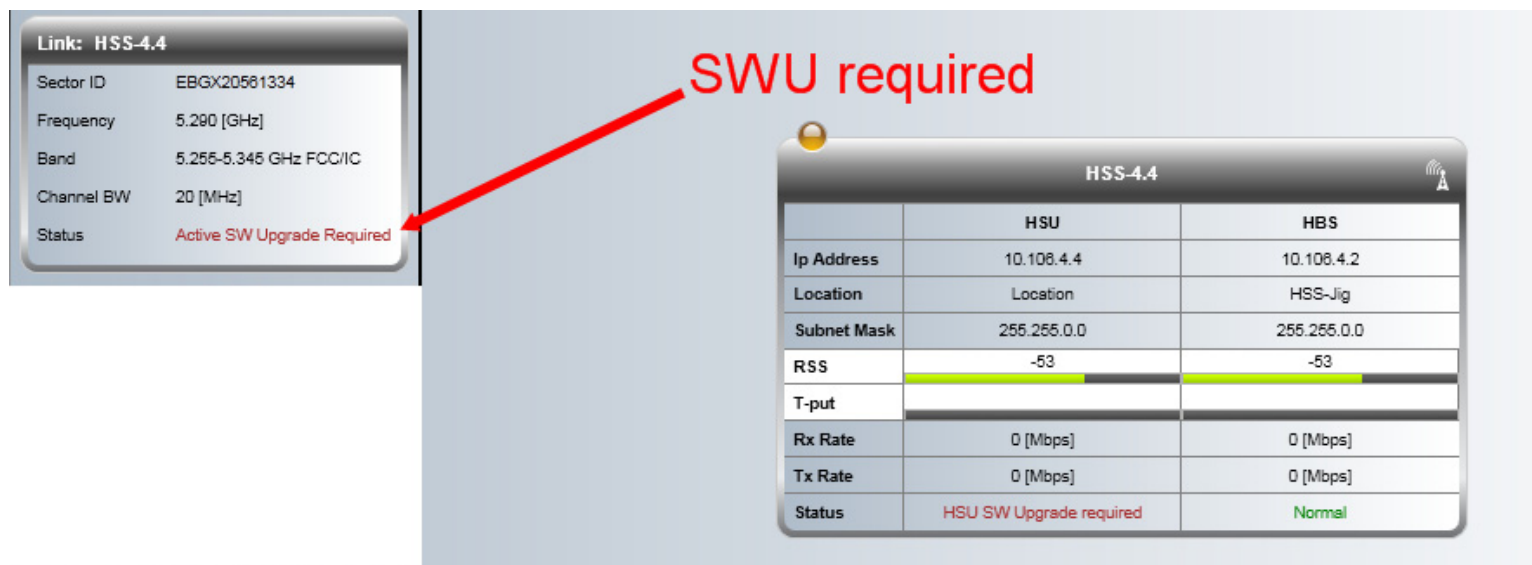 Link: HSS-4.4
Sector ID EBGX20561334
Frequency 5.290 [GHz]
Band 5.255-5.345 GHz FCC/IC
Channel BW 20 [MHz]
Status Active SW Upgrade Required
SWU required
HSS-4.4
HSU HBS
Ip Address 10.106.4.4 10.106.4.2
Location Location HSS-Jig
Subnet Mask 255.255.0.0 255.255.0.0
RSS -53 -53
T-put
Rx Rate 0 [Mbps] 0 [Mbps]
Tx Rate 0 [Mbps] 0 [Mbps]
Status HSU SW Upgrade required Normal